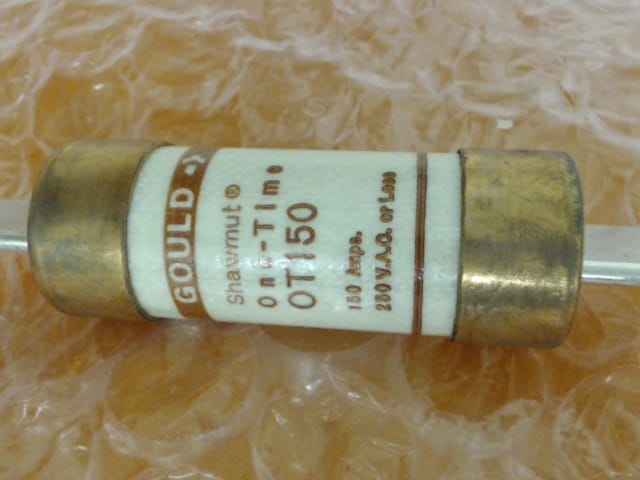 GOULD
Shawmut ®
One-Time
OT150
150 Amps.
250 V.A.C. or Less